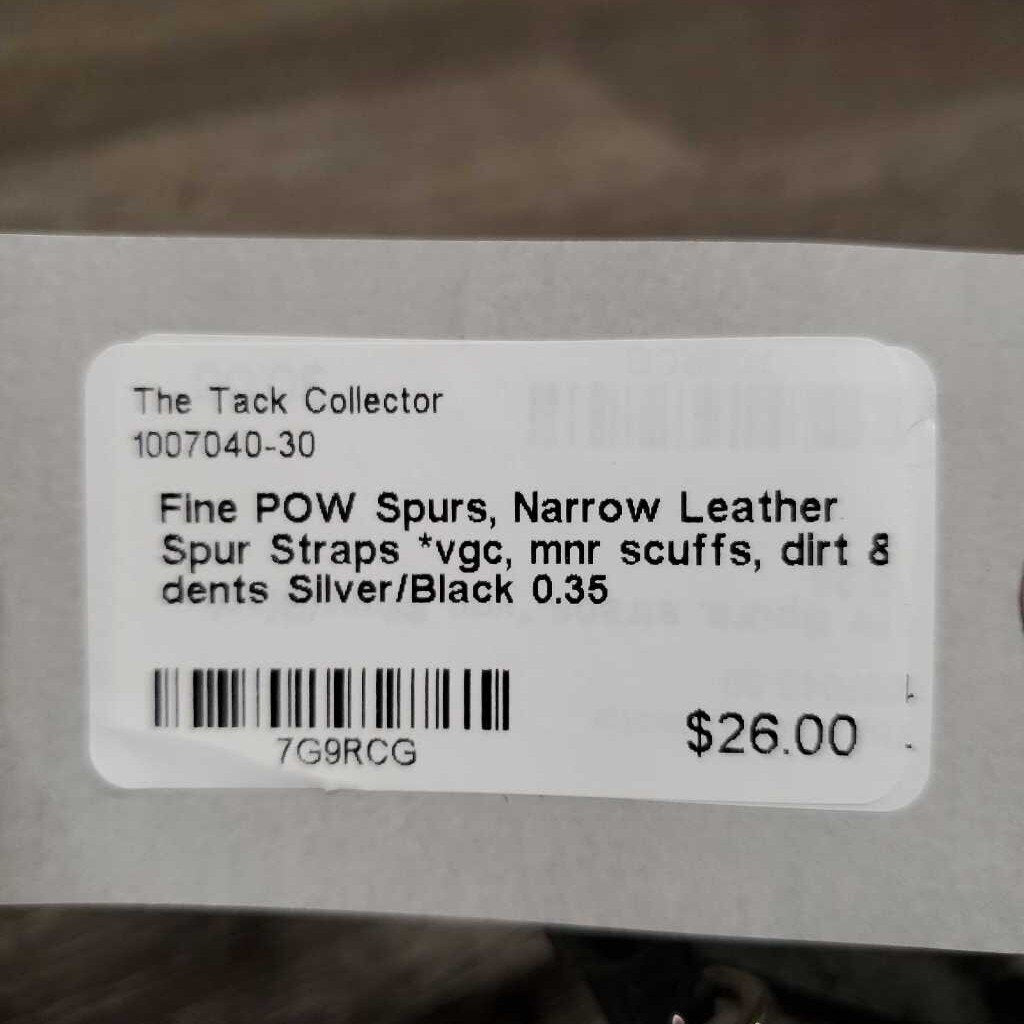 The Tack Collector
1007040-30
Fine POW Spurs, Narrow Leather
Spur Straps *vgc, mnr scuffs, dirt &
dents Silver/Black 0.35
7G9RCG
$26.00